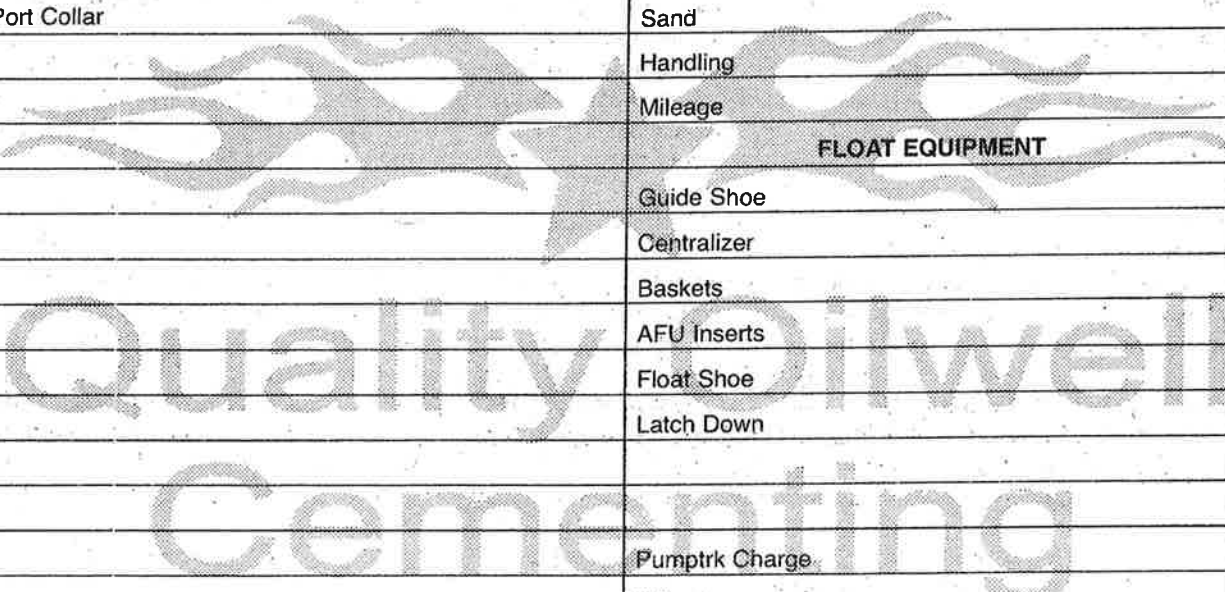 Port Collar
Sand
Handling
Mileage
FLOAT EQUIPMENT
Guide Shoe
Centralizer
Baskets
AFU Inserts
Float Shoe
Latch Down
Pumptrk Charge
Quality Oilwell
Cementing